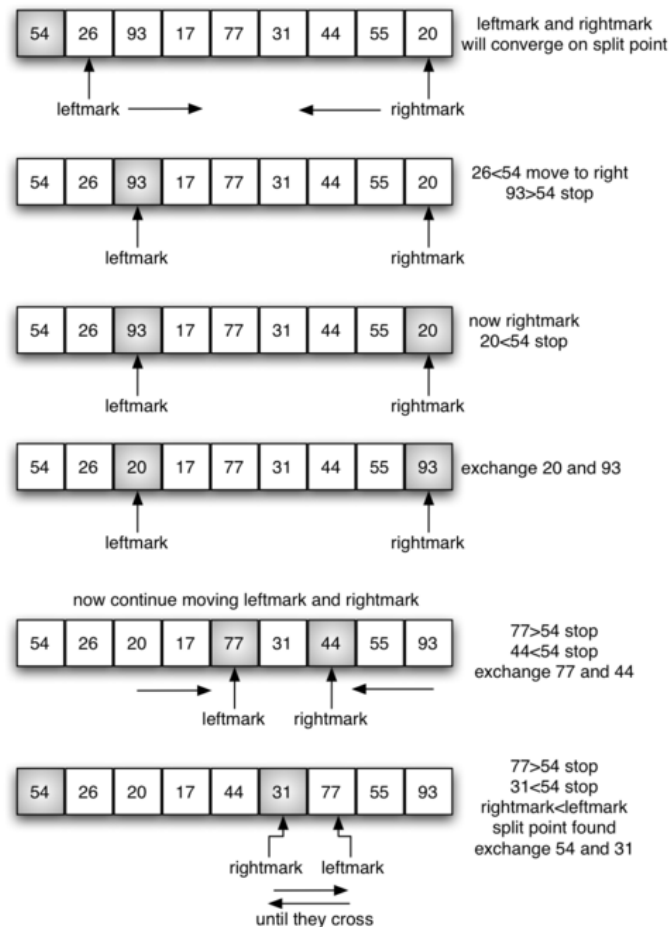 54 26 93 17 77 31 44 55 20
leftmark and rightmark
will converge on split point
leftmark
rightmark
54 26 93 17 77 31 44 55 20
26<54 move to right
93>54 stop
leftmark
rightmark
54 26 93 17 77 31 44 55 20
now rightmark
20<54 stop
leftmark
rightmark
54 26 20 17 77 31 44 55 93
exchange 20 and 93
leftmark
rightmark
now continue moving leftmark and rightmark
54 26 20 17 77 31 44 55 93
77>54 stop
44<54 stop
exchange 77 and 44
leftmark
rightmark
54 26 20 17 44 31 77 55 93
77>54 stop
31<54 stop
rightmark<leftmark
split point found
exchange 54 and 31
rightmark
leftmark
until they cross